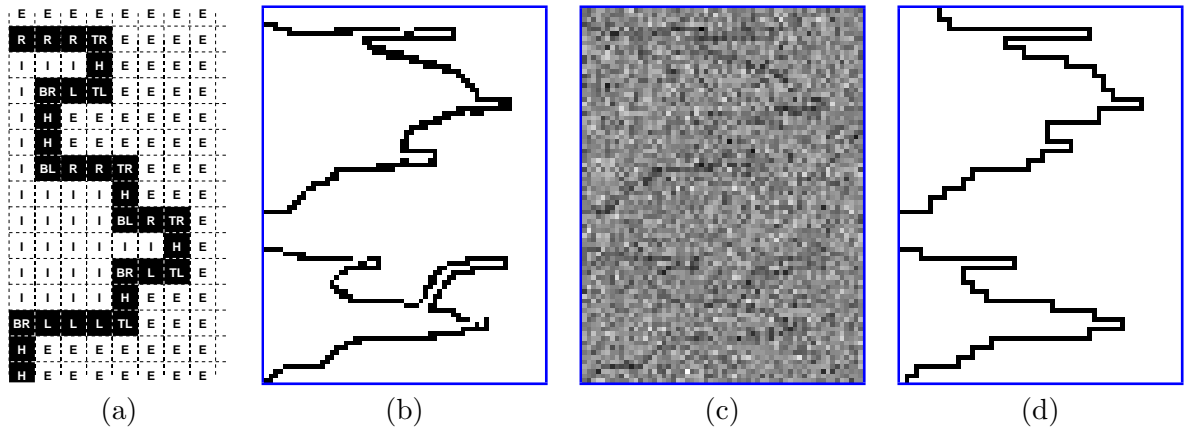 E E E E E E E E
R R R TR E E E E
I I I H E E E E
I BR L TL E E E E
I H E E E E E E
I H E E E E E E
I BL R R TR E E E
I I I I H E E E
I I I I BL R TR E
I I I I I I H E
I I I I BR L TL E
I I I I H E E E
BR L L L TL E E E
H E E E E E E E
H E E E E E E E
(a) (b) (c) (d)